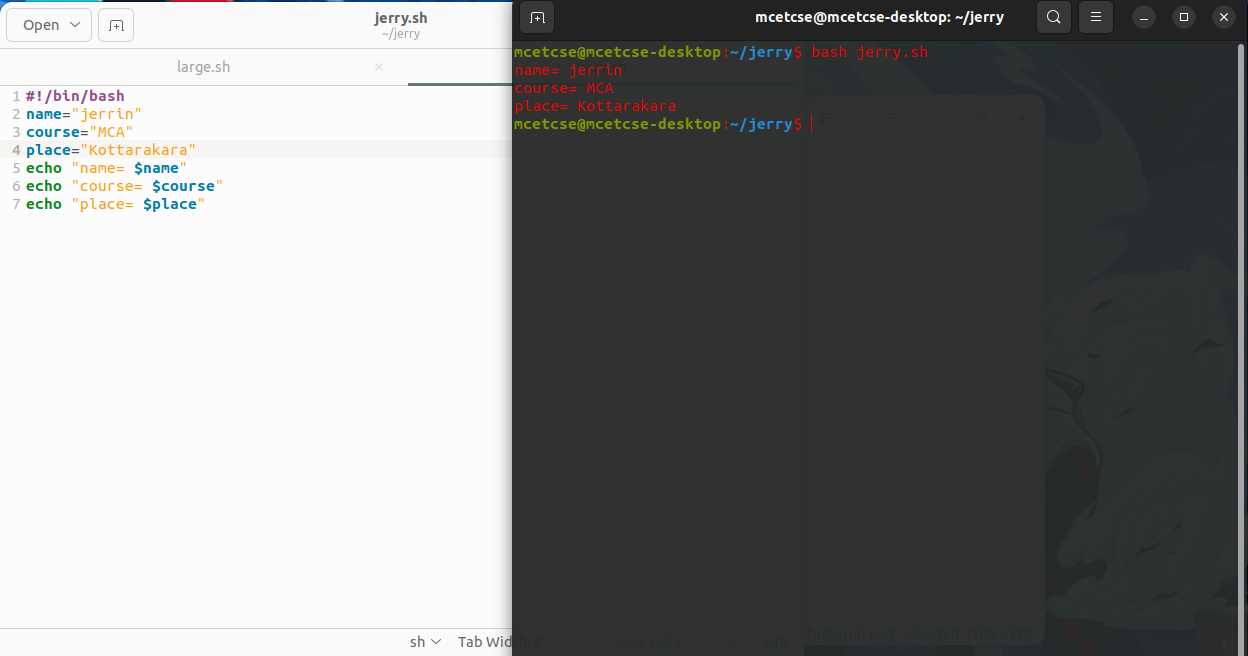 Open
jerry.sh
~/jerry
large.sh
1 #!/bin/bash
2 name="jerrin"
3 course="MCA"
4 place="Kottarakara"
5 echo "name= $name"
6 echo "course= $course"
7 echo "place= $place"
sh
Tab Width: 8
Ln 4, Col 7
INS
mcetcse@mcetcse-desktop: ~/jerry
mcetcse@mcetcse-desktop:~/jerry$ bash jerry.sh
name= jerrin
course= MCA
place= Kottarakara
mcetcse@mcetcse-desktop:~/jerry$
selected (194.6 kB)